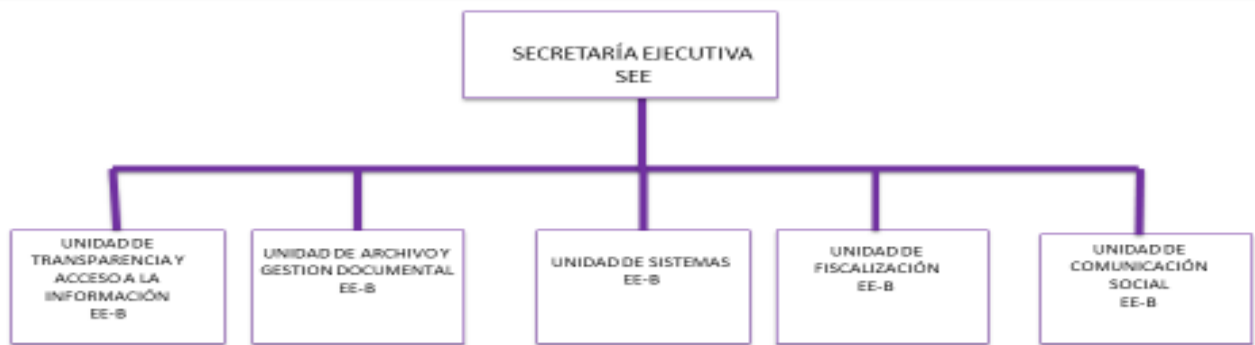 SECRETARÍA EJECUTIVA
SEE
UNIDAD DE
TRANSPARENCIA Y
ACCESO A LA
INFORMACIÓN
EE-B
UNIDAD DE ARCHIVO Y
GESTION DOCUMENTAL
EE-B
UNIDAD DE SISTEMAS
EE-B
UNIDAD DE
FISCALIZACIÓN
EE-B
UNIDAD DE
COMUNICACIÓN
SOCIAL
EE-B